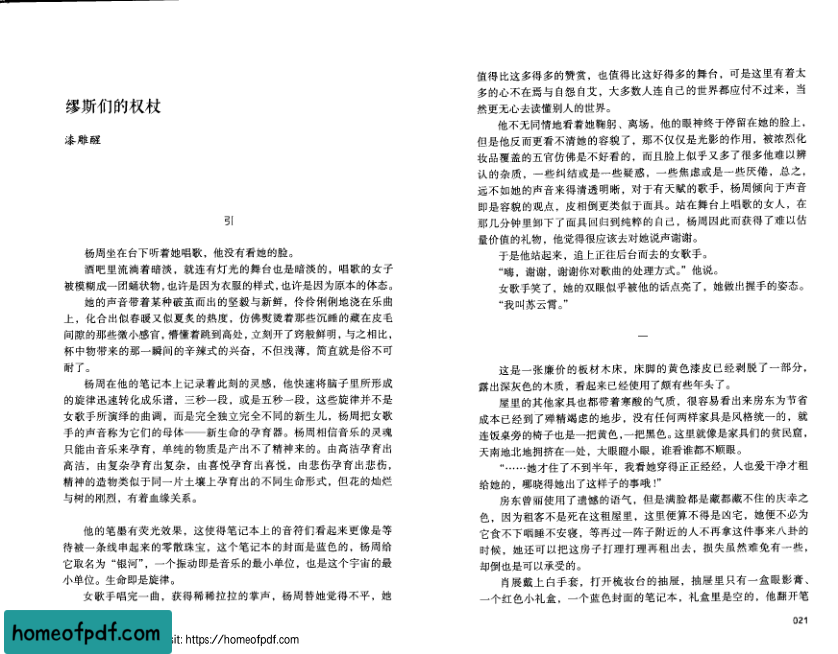 缪斯们的权杖
漆雕醒
引
杨周坐在台下听着她唱歌，他没有看她的脸。
酒吧里流淌着暗淡，就连有灯光的舞台也是暗淡的，唱歌的女子
被模糊成一团蛹状物，也许是因为衣服的样式，也许是因为原本的体态。
她的声音带着某种破茧而出的坚毅与新鲜，伶伶俐俐地浇在乐曲
上，化合出似春暖又似夏炙的热度，仿佛熨烫着那些沉睡的藏在皮毛
间隙的那些微小感官，懵懂着跳到高处，立刻开了窍般鲜明，与之相比，
杯中物带来的那一瞬间的辛辣式的兴奋，不但浅薄，简直就是俗不可
耐了。
杨周在他的笔记本上记录着此刻的灵感，他快速将脑子里所形成
的旋律迅速转化成乐谱，三秒一段，或是五秒一段，这些旋律并不是
女歌手所演绎的曲调，而是完全独立完全不同的新生儿，杨周把女歌
手的声音称为它们的母体——新生命的孕育器。杨周相信音乐的灵魂
只能由音乐来孕育，单纯的物质是产出不了精神来的。由高洁孕育出
高洁，由复杂孕育出复杂，由喜悦孕育出喜悦，由悲伤孕育出悲伤，
精神的造物类似于同一片土壤上孕育出的不同生命形式，但花的灿烂
与树的刚烈，有着血缘关系。
他的笔墨有荧光效果，这使得笔记本上的音符们看起来更像是等
待被一条线串起来的零散珠宝，这个笔记本的封面是蓝色的，杨周给
它取名为“银河”，一个振动即是音乐的最小单位，也是这个宇宙的最
小单位。生命即是旋律。
女歌手唱完一曲，获得稀稀拉拉的掌声，杨周替她觉得不平，她
值得比这多得多的赞赏，也值得比这好得多的舞台，可是这里有着太
多的心不在焉与自怨自艾，大多数人连自己的世界都应付不过来，当
然更无心去读懂别人的世界。
他不无同情地看着她鞠躬、离场，他的眼神终于停留在她的脸上，
但是他反而更看不清她的容貌了，那不仅仅是光影的作用，被浓烈化
妆品覆盖的五官仿佛是不好看的，而且脸上似乎又多了很多他难以辨
认的杂质，一些纠结或是一些疑惑，一些焦虑或是一些厌倦，总之，
远不如她的声音来得清透明晰，对于有天赋的歌手，杨周倾向于声音
即是容貌的观点，皮相倒更类似于面具。站在舞台上唱歌的女人，在
那几分钟里卸下了面具回归到纯粹的自己，杨周因此而获得了难以估
量价值的礼物，他觉得很应该去对她说声谢谢。
于是他站起来，追上正往后台而去的女歌手。
“嗨，谢谢，谢谢你对歌曲的处理方式。”他说。
女歌手笑了，她的双眼似乎被他的话点亮了，她做出握手的姿态。
“我叫苏云霄。”
一
这是一张廉价的板材木床，床脚的黄色漆皮已经剥脱了一部分，
露出深灰色的木质，看起来已经使用了颇有些年头了。
屋里的其他家具也都带着寒酸的气质，很容易看出来房东为节省
成本已经到了殚精竭虑的地步，没有任何两样家具是风格统一的，就
连饭桌旁的椅子也是一把黄色，一把黑色。这里就像是家具们的贫民窟，
天南地北地拥挤在一处，大眼瞪小眼，谁看谁都不顺眼。
“……她才住了不到半年，我看她穿得正正经经，人也爱干净才租
给她的，哪晓得她出了这样子的事哦！”
房东曾丽使用了遗憾的语气，但是满脸都是藏都藏不住的庆幸之
色，因为租客不是死在这租屋里，这里便算不得是凶宅，她便不必为
它食不下咽睡不安寝，等再过一阵子附近的人不再拿这件事来八卦的
时候，她还可以把这房子打理打理再租出去，损失虽然难免有一些，
却倒也是可以承受的。
肖展戴上白手套，打开梳妆台的抽屉，抽屉里只有一盒眼影膏、
一个红色小礼盒，一个蓝色封面的笔记本，礼盒里是空的，他翻开笔
021
homeofpdf.com
sit: https://homeofpdf.com